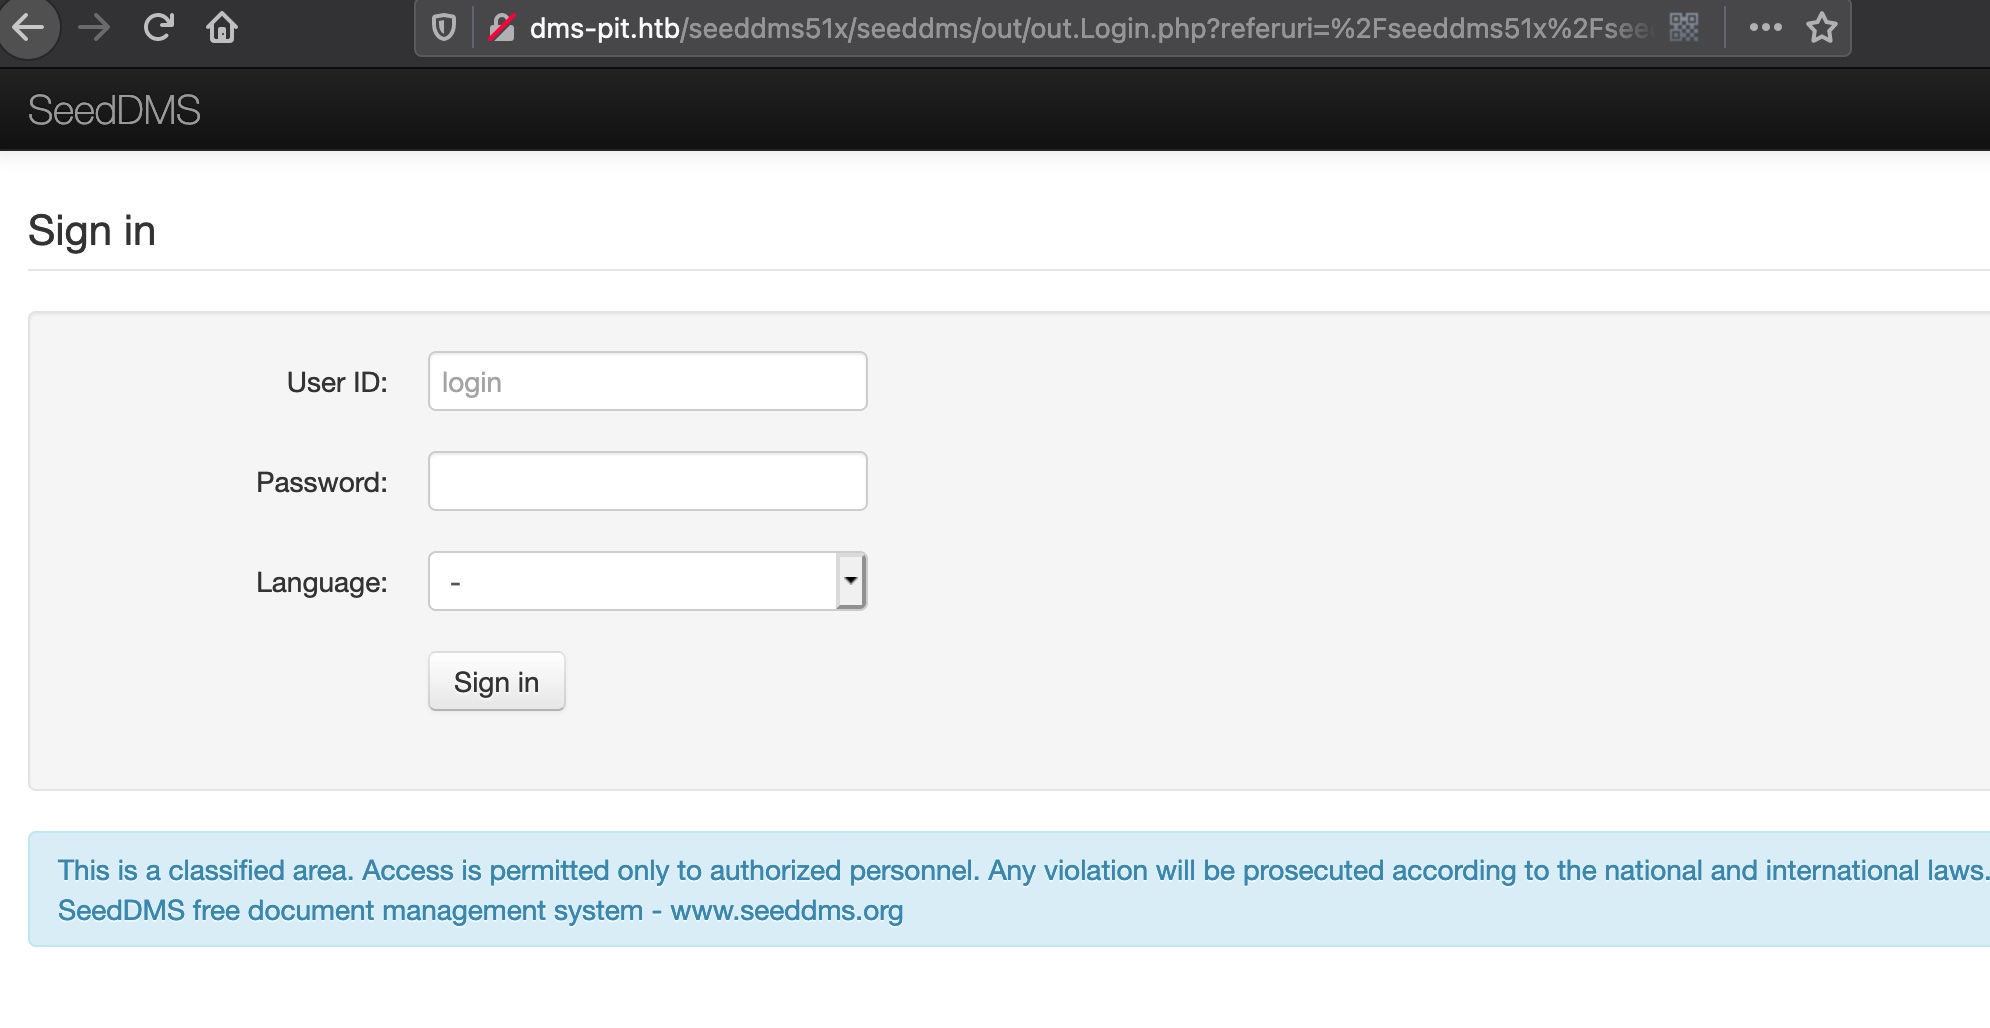 dms-pit.htb/seeddms51x/seeddms/out/out.Login.php?referuri=%2Fseeddms51x%2Fsee
SeedDMS
Sign in
User ID: login
Password:
Language: -
Sign in
This is a classified area. Access is permitted only to authorized personnel. Any violation will be prosecuted according to the national and international laws.
SeedDMS free document management system - www.seeddms.org